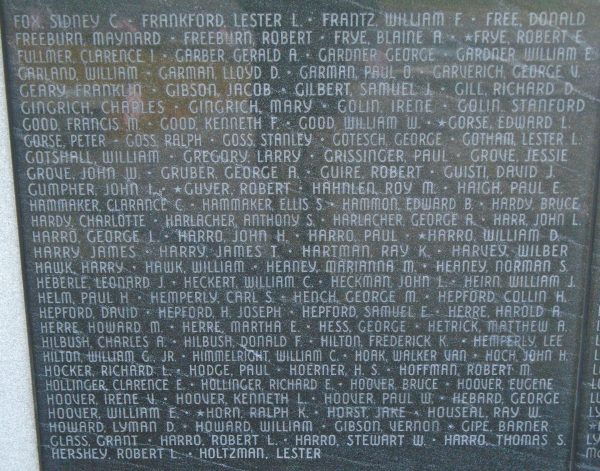 FOX, SIDNEY G. · FRANKFORD, LESTER L. · FRANTZ, WILLIAM F. · FREE, DONALD
FREEBURN, MAYNARD · FREEBURN, ROBERT · FRYE, BLAINE A. · ★FRYE, ROBERT E.
FULLMER, CLARENCE I. · GARBER, GERALD A. · GARDNER, GEORGE · GARDNER, WILLIAM E.
GARLAND, WILLIAM · GARMAN, LLOYD D. · GARMAN, PAUL O. · GARVERICH, GEORGE V.
GEARY, FRANKLIN · GIBSON, JACOB · GILBERT, SAMUEL J. · GILL, RICHARD D.
GINGRICH, CHARLES · GINGRICH, MARY · GOLIN, IRENE · GOLIN, STANFORD
GOOD, FRANCIS M. · GOOD, KENNETH F. · GOOD, WILLIAM W. · ★GORSE, EDWARD L.
GORSE, PETER · GOSS, RALPH · GOSS, STANLEY · GOTESCH, GEORGE · GOTHAM, LESTER L.
GOTSHALL, WILLIAM · GREGORY, LARRY · GRISSINGER, PAUL · GROVE, JESSIE
GROVE, JOHN W. · GRUBER, GEORGE A. · GUIRE, ROBERT · GUISTI, DAVID J.
GUMPHER, JOHN L. · ★GUYER, ROBERT · HAHNLEN, ROY M. · HAIGH, PAUL E.
HAMMAKER, CLARANCE C. · HAMMAKER, ELLIS S. · HAMMON, EDWARD B. · HARDY, BRUCE
HARDY, CHARLOTTE · HARLACHER, ANTHONY S. · HARLACHER, GEORGE A. · HARR, JOHN L.
HARRO, GEORGE L. · HARRO, JOHN H. · HARRO, PAUL · ★HARRO, WILLIAM D.
HARRY, JAMES · HARRY, JAMES T. · HARTMAN, RAY K. · HARVEY, WILBER
HAWK, HARRY · HAWK, WILLIAM · HEANEY, MARIANNA M. · HEANEY, NORMAN S.
HEBERLE, LEONARD J. · HECKERT, WILLIAM C. · HECKMAN, JOHN L. · HEIRN, WILLIAM J.
HELM, PAUL H. · HEMPERLY, CARL S. · HENCH, GEORGE M. · HEPFORD, COLLIN H.
HEPFORD, DAVID · HEPFORD, H. JOSEPH · HEPFORD, SAMUEL E. · HERRE, HAROLD A.
HERRE, HOWARD M. · HERRE, MARTHA E. · HESS, GEORGE · HETRICK, MATTHEW A.
HILBUSH, CHARLES A. · HILBUSH, DONALD F. · HILTON, FREDERICK K. · HEMPERLY, LEE
HILTON, WILLIAM G., JR. · HIMMELRIGHT, WILLIAM C. · HOAK, WALKER VAN · HOCH, JOHN H.
HOCKER, RICHARD L. · HODGE, PAUL · HOERNER, H. S. · HOFFMAN, ROBERT M.
HOLLINGER, CLARENCE E. · HOLLINGER, RICHARD E. · HOOVER, BRUCE · HOOVER, EUGENE
HOOVER, IRENE V. · HOOVER, KENNETH L. · HOOVER, PAUL W. · HEBARD, GEORGE
HOOVER, WILLIAM E. · ★HORN, RALPH K. · HORST, JAKE · HOUSEAL, RAY W.
HOWARD, LYMAN D. · HOWARD, WILLIAM · GIBSON, VERNON · ★GIPE, BARNER
GLASS, GRANT · HARRO, ROBERT L. · HARRO, STEWART W. · HARRO, THOMAS S.
HERSHEY, ROBERT L. · HOLTZMAN, LESTER